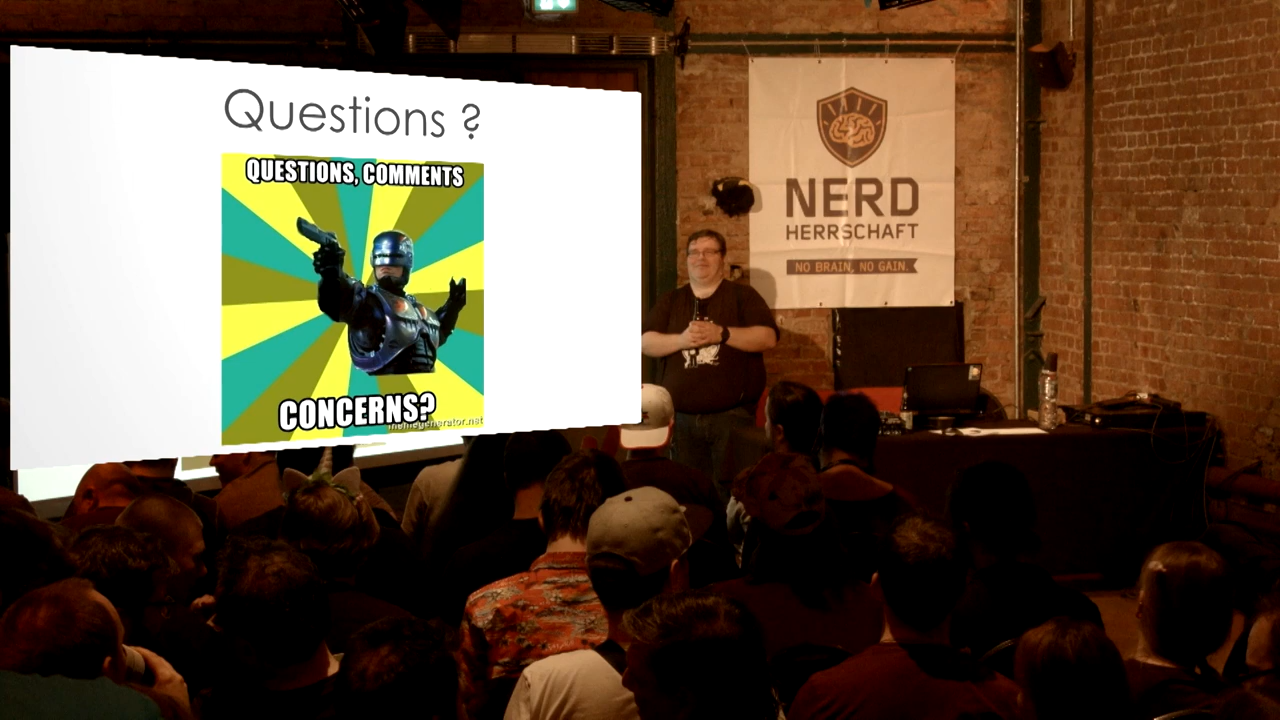 Questions ?
QUESTIONS, COMMENTS
CONCERNS?
memegenerator.net
NERD
HERRSCHAFT
NO BRAIN, NO GAIN.